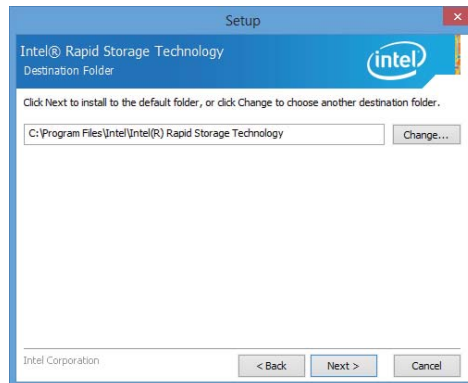 Setup
x
Intel® Rapid Storage Technology
Destination Folder
intel
Click Next to install to the default folder, or click Change to choose another destination folder.
C:\Program Files\Intel\Intel(R) Rapid Storage Technology
Change...
Intel Corporation
< Back
Next >
Cancel